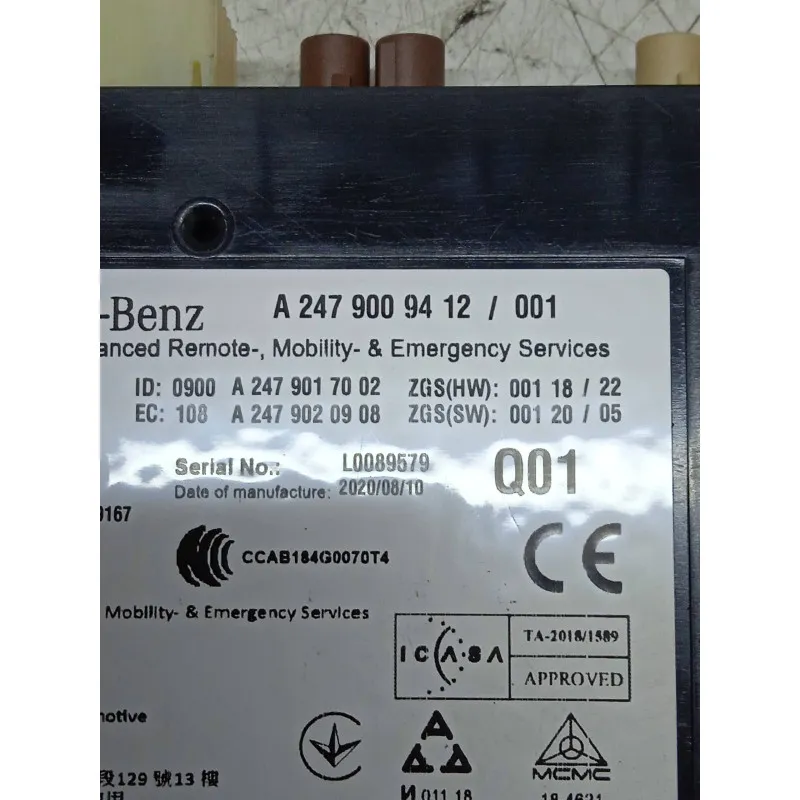 -Benz A 247 900 94 12 / 001
anced Remote-, Mobility- & Emergency Services
ID: 0900 A 247 901 70 02 ZGS(HW): 001 18 / 22
EC: 108 A 247 902 09 08 ZGS(SW): 001 20 / 05
Serial No.: L0089579 Q01
Date of manufacture: 2020/08/10
9167
CE
CCAB184G0070T4
Mobility- & Emergency Services
ICASA TA-2018/1589
APPROVED
motive
MCMC
段129 號13 樓
И 011 18